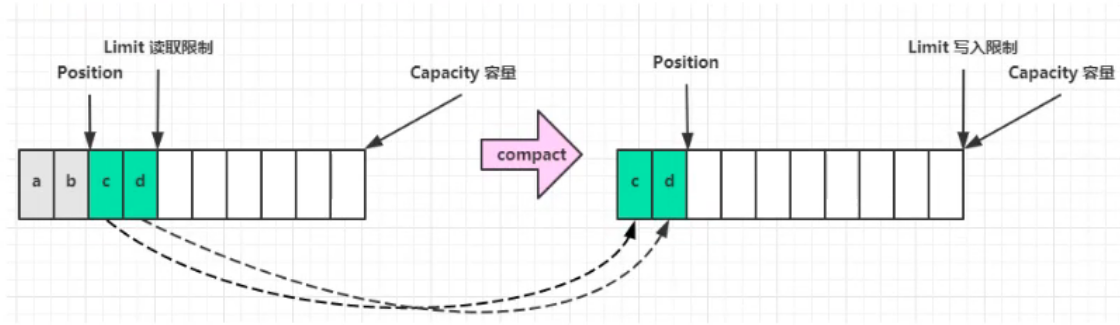 Limit 读取限制
Position
Capacity 容量
a b c d
compact
Limit 写入限制
Position
Capacity 容量
c d